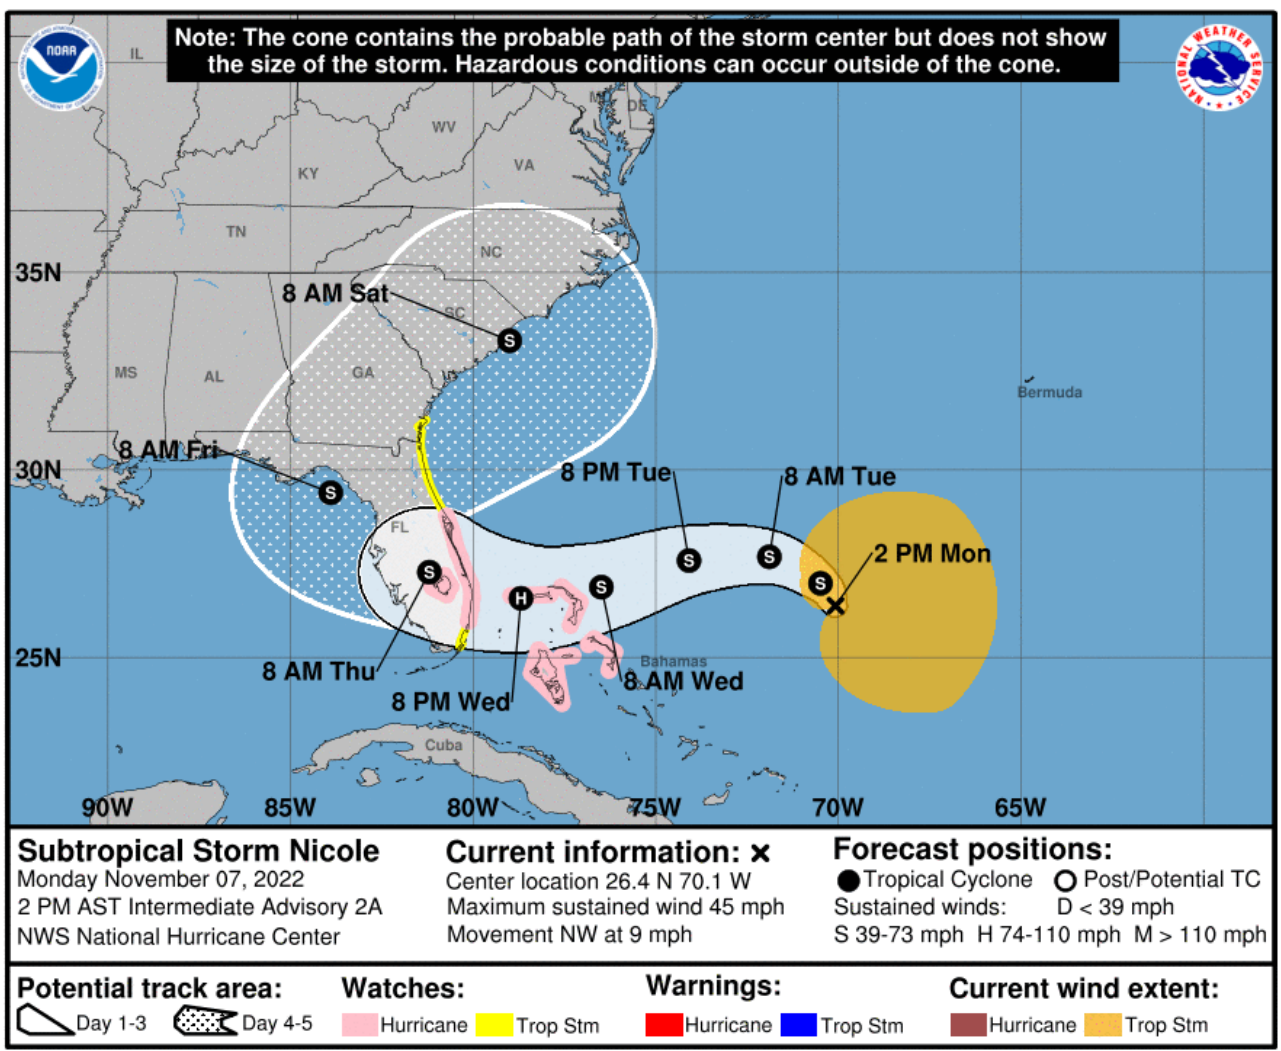 Note: The cone contains the probable path of the storm center but does not show
the size of the storm. Hazardous conditions can occur outside of the cone.
NOAA
NATIONAL WEATHER SERVICE
IL
DE
WV
VA
KY
TN
NC
35N
8 AM Sat
SC
MS
AL
GA
Bermuda
8 AM Fri
30N
8 PM Tue
8 AM Tue
FL
2 PM Mon
S
S
S
S
S
S
H
S
25N
8 AM Thu
Bahamas
8 AM Wed
8 PM Wed
Cuba
90W 85W 80W 75W 70W 65W
Subtropical Storm Nicole
Monday November 07, 2022
2 PM AST Intermediate Advisory 2A
NWS National Hurricane Center
Current information: x
Center location 26.4 N 70.1 W
Maximum sustained wind 45 mph
Movement NW at 9 mph
Forecast positions:
Tropical Cyclone Post/Potential TC
Sustained winds: D < 39 mph
S 39-73 mph H 74-110 mph M > 110 mph
Potential track area:
Day 1-3 Day 4-5
Watches:
Hurricane Trop Stm
Warnings:
Hurricane Trop Stm
Current wind extent:
Hurricane Trop Stm